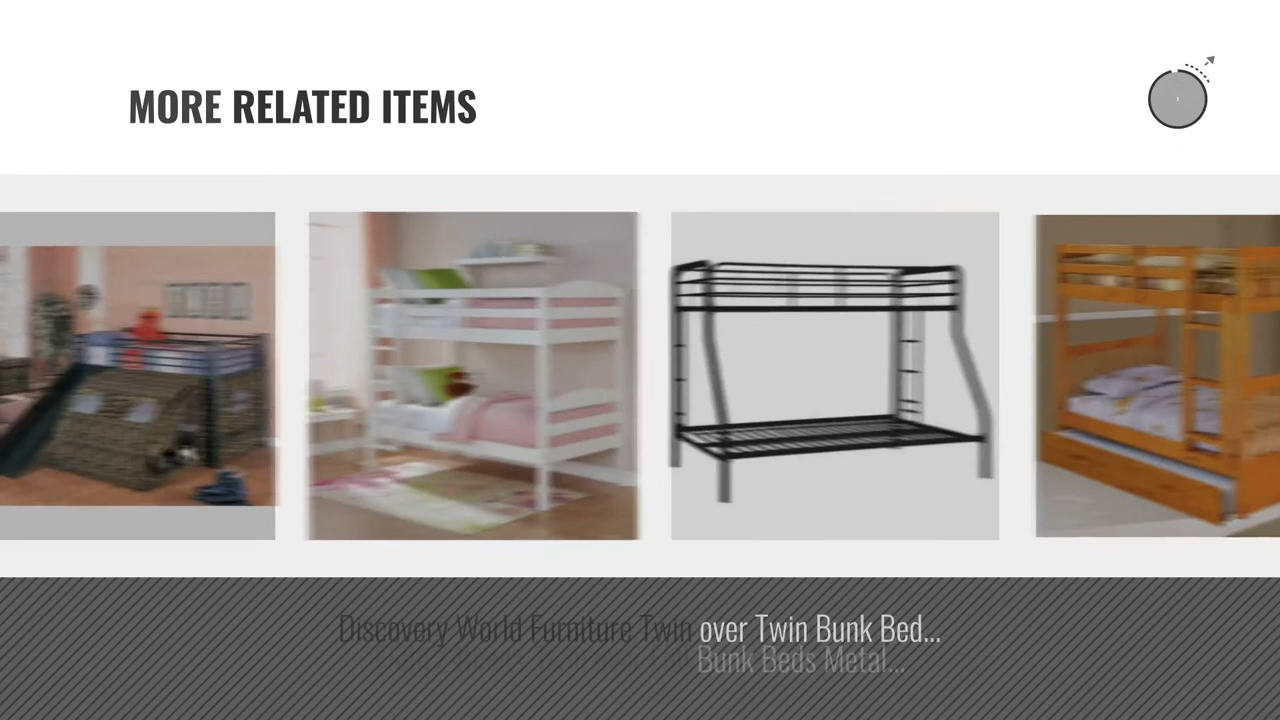 MORE RELATED ITEMS
Discovery World Furniture Twin over Twin Bunk Bed...
Bunk Beds Metal...